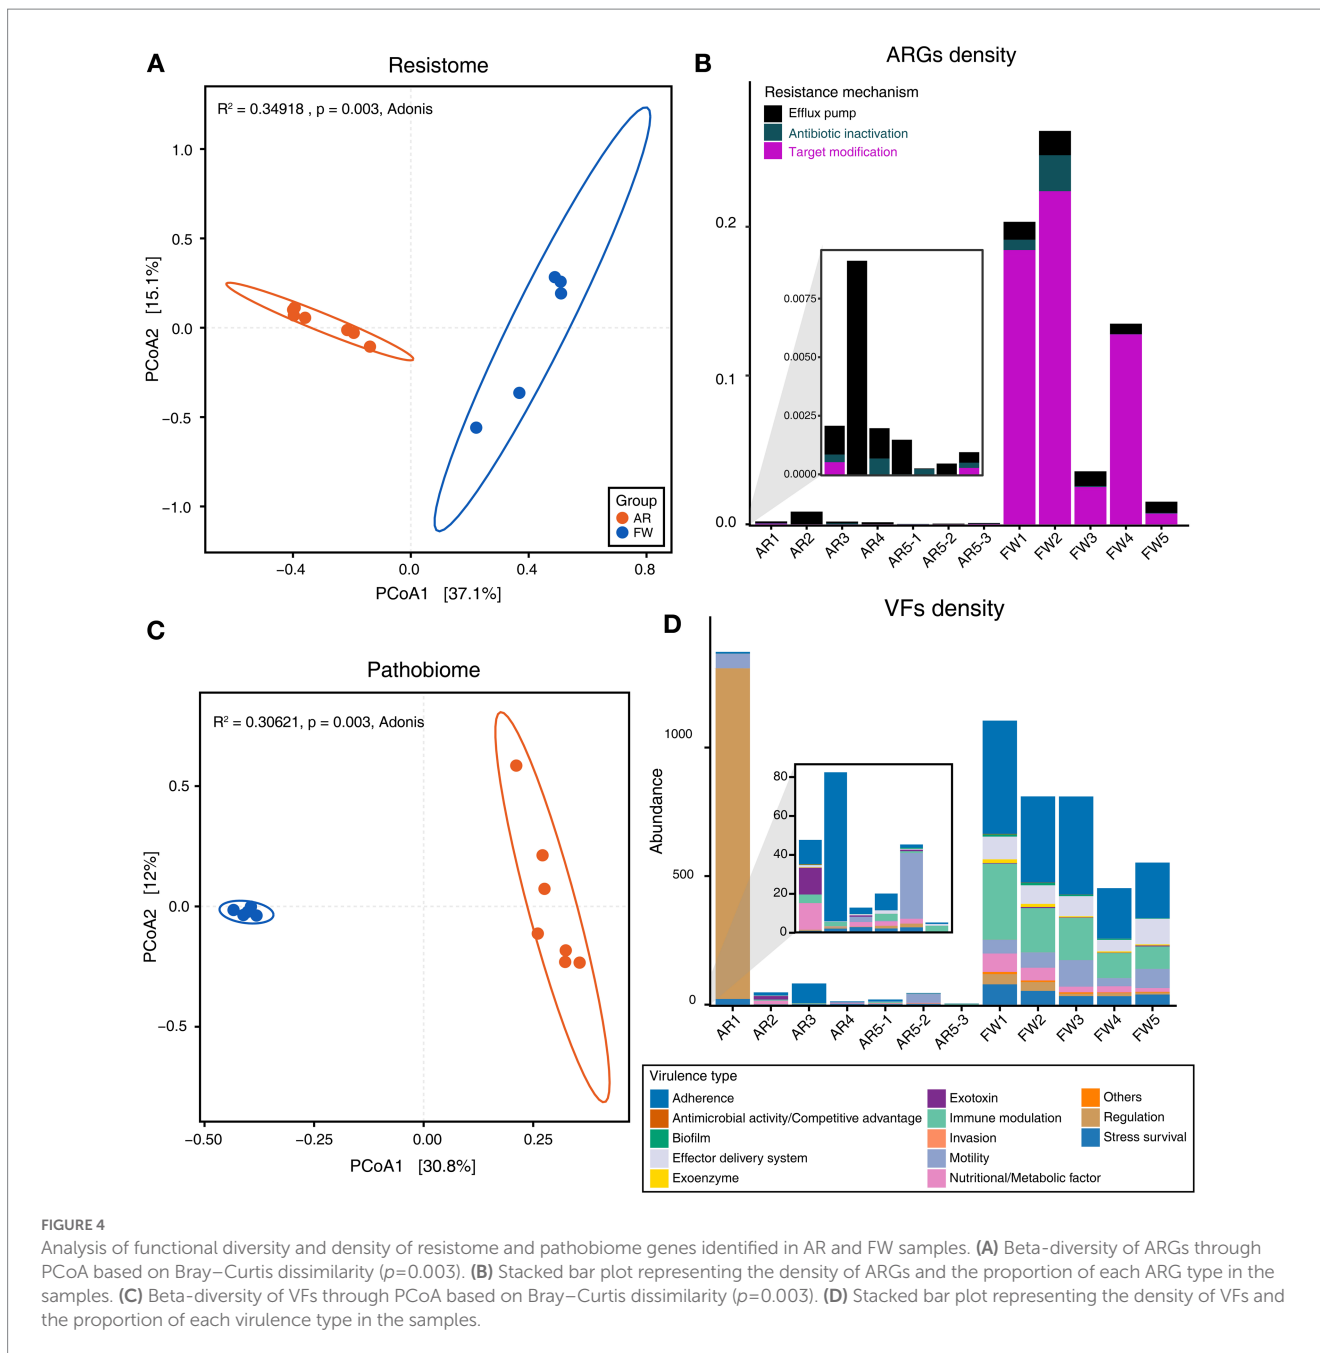 A
Resistome
R² = 0.34918 , p = 0.003, Adonis
1.0
0.5
0.0
−0.5
−1.0
PCoA2 [15.1%]
Group
AR
FW
−0.4
0.0
0.4
0.8
PCoA1 [37.1%]
B
ARGs density
Resistance mechanism
Efflux pump
Antibiotic inactivation
Target modification
0.2
0.1
0.0
0.0075
0.0050
0.0025
0.0000
AR1
AR2
AR3
AR4
AR5-1
AR5-2
AR5-3
FW1
FW2
FW3
FW4
FW5
C
Pathobiome
R² = 0.30621, p = 0.003, Adonis
0.5
0.0
−0.5
PCoA2 [12%]
−0.50
−0.25
0.00
0.25
PCoA1 [30.8%]
D
VFs density
Abundance
1000
500
0
80
60
40
20
0
AR1
AR2
AR3
AR4
AR5-1
AR5-2
AR5-3
FW1
FW2
FW3
FW4
FW5
Virulence type
Adherence
Antimicrobial activity/Competitive advantage
Biofilm
Effector delivery system
Exoenzyme
Exotoxin
Immune modulation
Invasion
Motility
Nutritional/Metabolic factor
Others
Regulation
Stress survival
FIGURE 4
Analysis of functional diversity and density of resistome and pathobiome genes identified in AR and FW samples. (A) Beta-diversity of ARGs through
PCoA based on Bray–Curtis dissimilarity (p=0.003). (B) Stacked bar plot representing the density of ARGs and the proportion of each ARG type in the
samples. (C) Beta-diversity of VFs through PCoA based on Bray–Curtis dissimilarity (p=0.003). (D) Stacked bar plot representing the density of VFs and
the proportion of each virulence type in the samples.